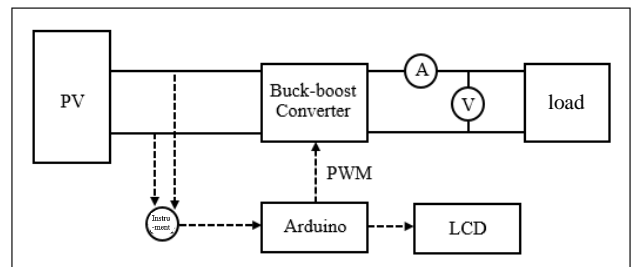 PV
Buck-boost
Converter
A
V
load
PWM
Instru
-ment
Arduino
LCD